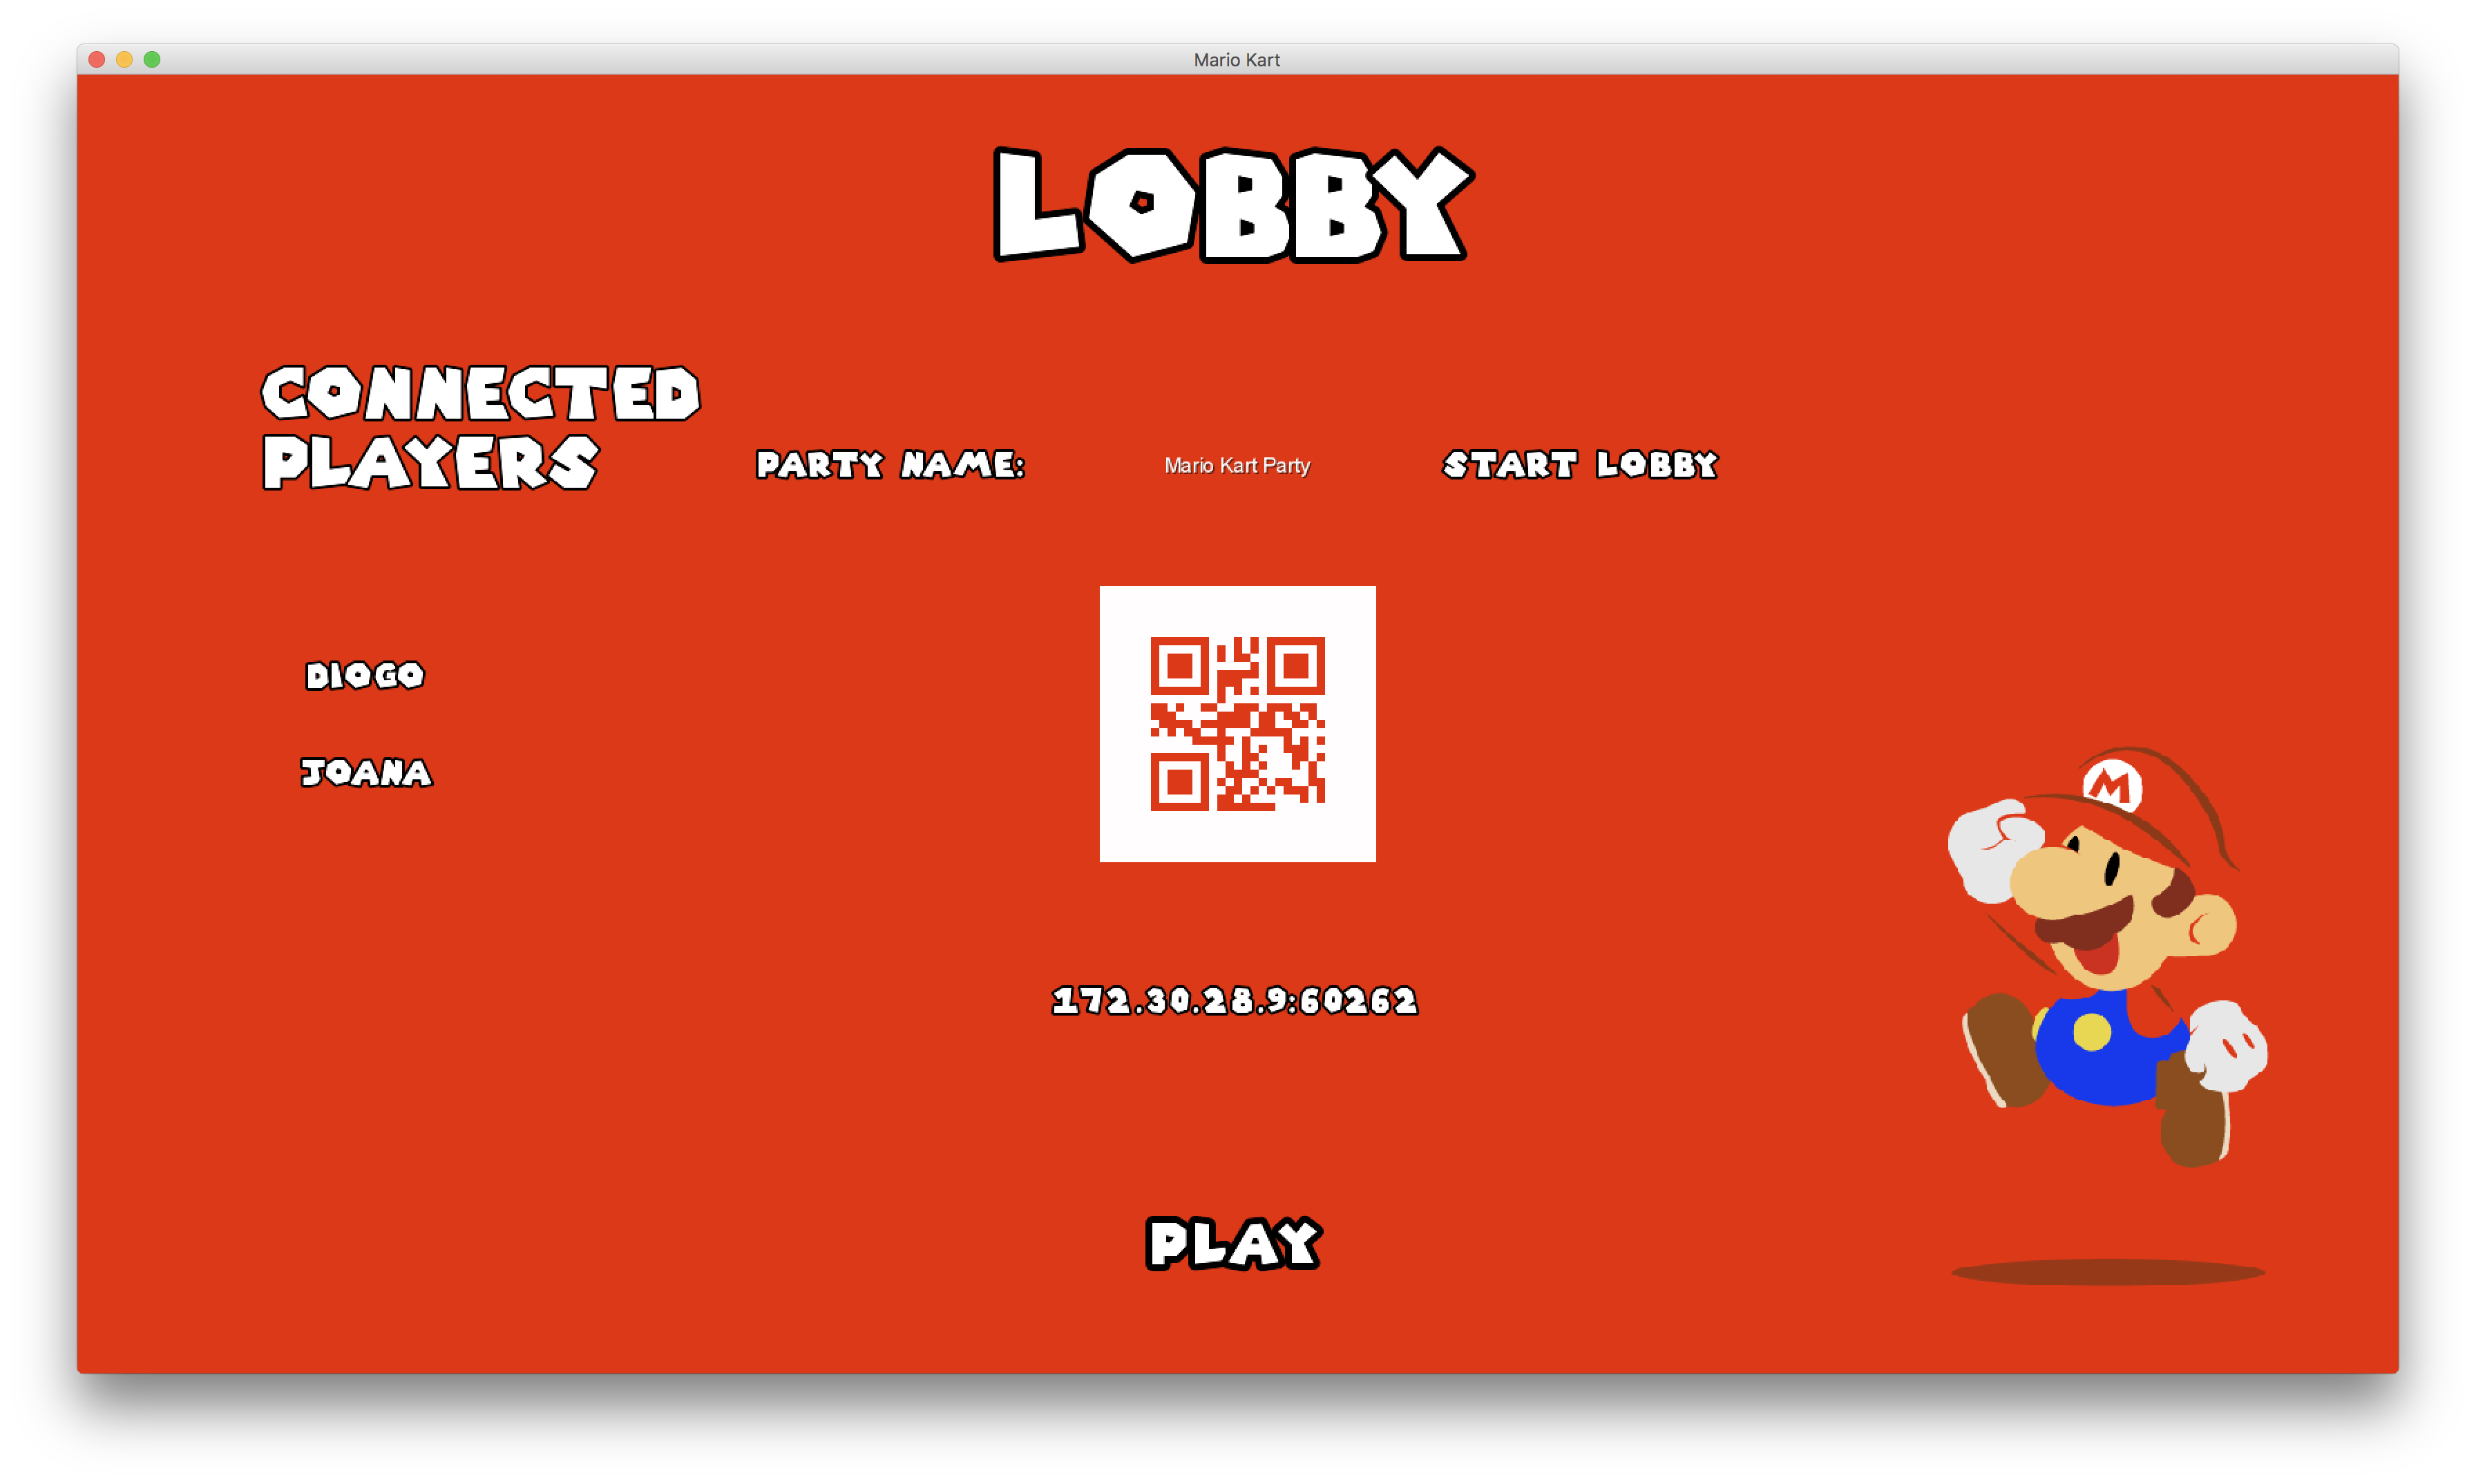 Mario Kart
LOBBY
CONNECTED
PLAYERS
PARTY NAME:
Mario Kart Party
START LOBBY
DIOGO
JOANA
M
172.30.28.9:60262
PLAY